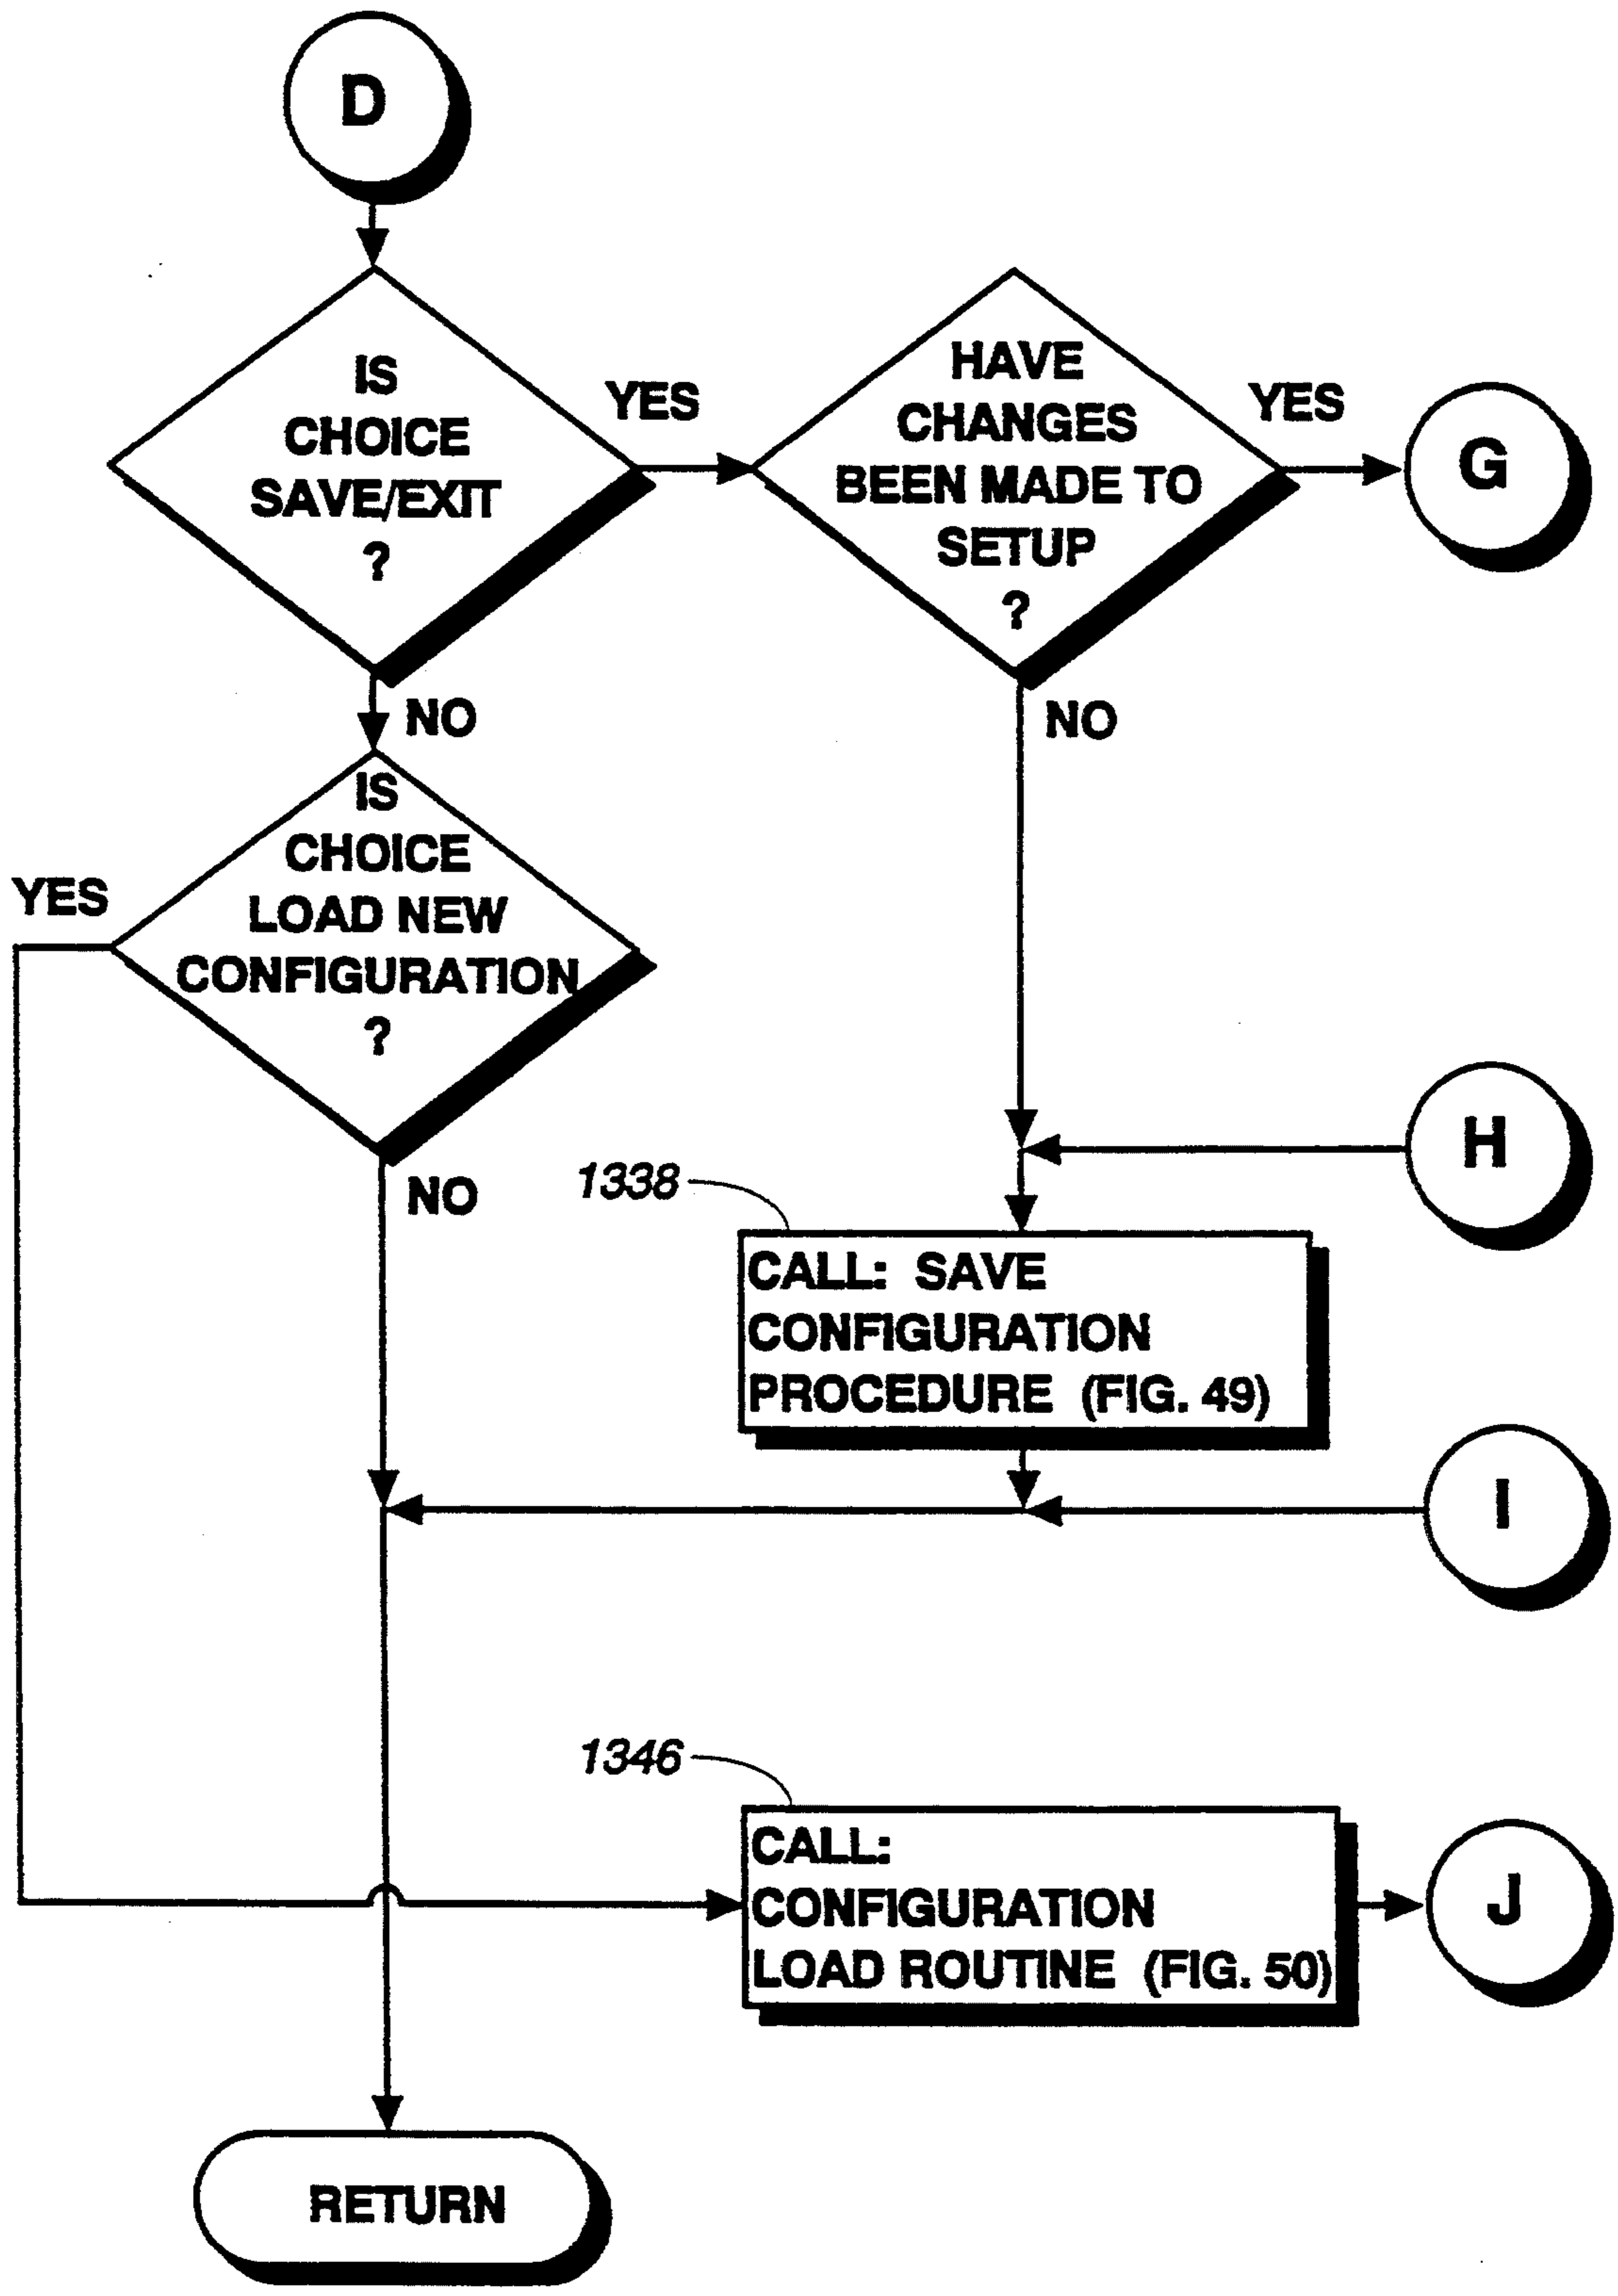 D
IS
CHOICE
SAVE/EXIT
?
YES
HAVE
CHANGES
BEEN MADE TO
SETUP
?
YES
G
NO
NO
IS
CHOICE
LOAD NEW
CONFIGURATION
?
YES
NO
H
1338
CALL: SAVE
CONFIGURATION
PROCEDURE (FIG. 49)
I
1346
CALL:
CONFIGURATION
LOAD ROUTINE (FIG. 50)
J
RETURN